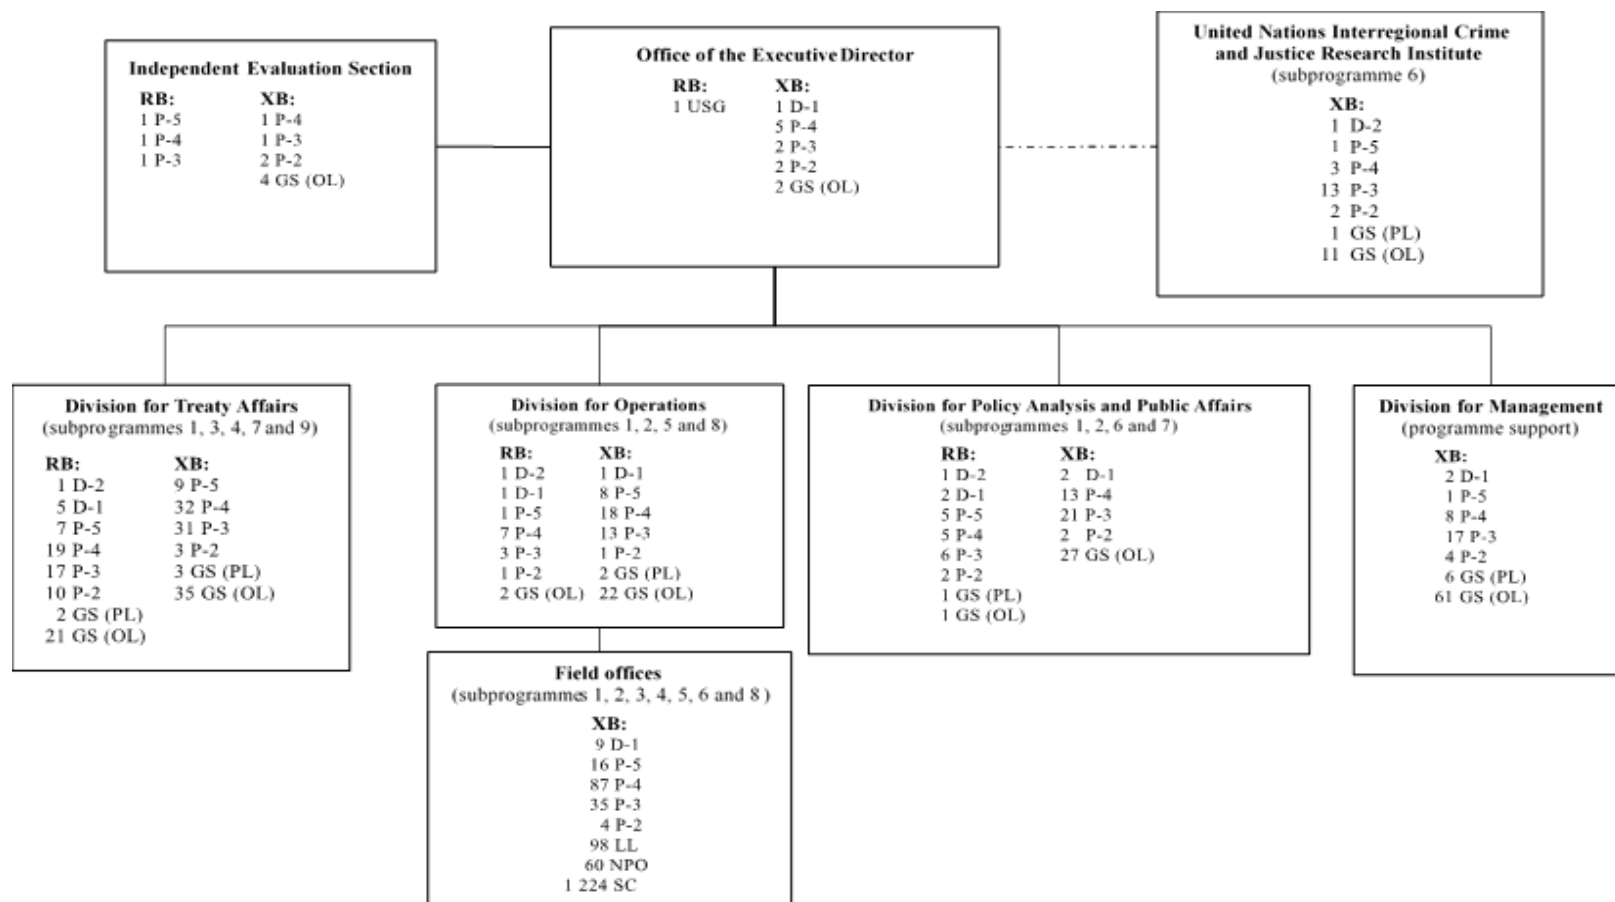 Independent Evaluation Section
RB: XB:
1 P-5 1 P-4
1 P-4 1 P-3
1 P-3 2 P-2
4 GS (OL)
Office of the Executive Director
RB: XB:
1 USG 1 D-1
5 P-4
2 P-3
2 P-2
2 GS (OL)
United Nations Interregional Crime
and Justice Research Institute
(subprogramme 6)
XB:
1 D-2
1 P-5
3 P-4
13 P-3
2 P-2
1 GS (PL)
11 GS (OL)
Division for Treaty Affairs
(subprogrammes 1, 3, 4, 7 and 9)
RB: XB:
1 D-2 9 P-5
5 D-1 32 P-4
7 P-5 31 P-3
19 P-4 3 P-2
17 P-3 3 GS (PL)
10 P-2 35 GS (OL)
2 GS (PL)
21 GS (OL)
Division for Operations
(subprogrammes 1, 2, 5 and 8)
RB: XB:
1 D-2 1 D-1
1 D-1 8 P-5
1 P-5 18 P-4
7 P-4 13 P-3
3 P-3 1 P-2
1 P-2 2 GS (PL)
2 GS (OL) 22 GS (OL)
Division for Policy Analysis and Public Affairs
(subprogrammes 1, 2, 6 and 7)
RB: XB:
1 D-2 2 D-1
2 D-1 13 P-4
5 P-5 21 P-3
5 P-4 2 P-2
6 P-3 27 GS (OL)
2 P-2
1 GS (PL)
1 GS (OL)
Division for Management
(programme support)
XB:
2 D-1
1 P-5
8 P-4
17 P-3
4 P-2
6 GS (PL)
61 GS (OL)
Field offices
(subprogrammes 1, 2, 3, 4, 5, 6 and 8)
XB:
9 D-1
16 P-5
87 P-4
35 P-3
4 P-2
98 LL
60 NPO
1 224 SC